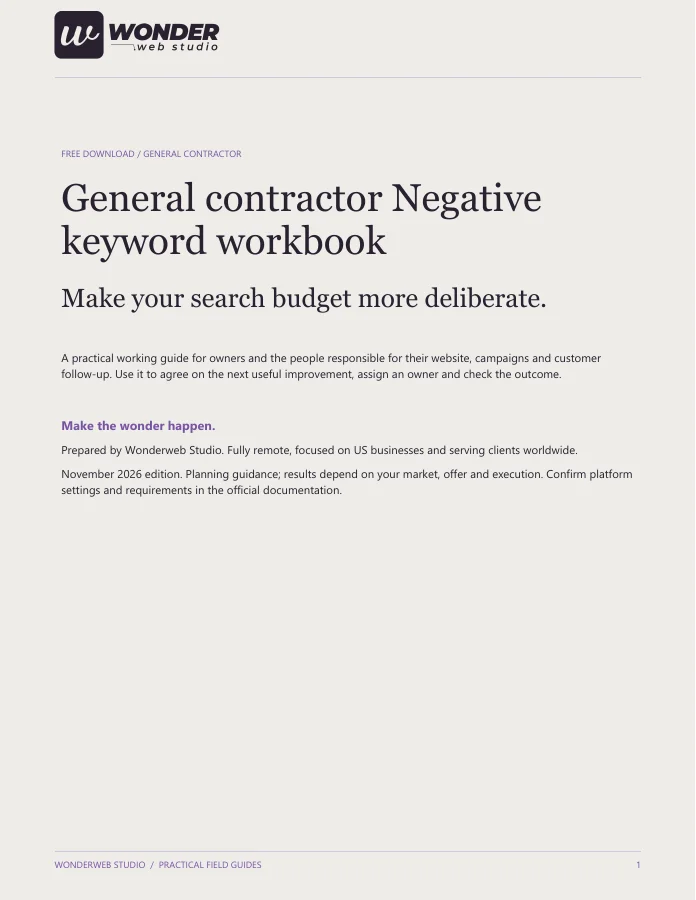 w WONDER
web studio
FREE DOWNLOAD / GENERAL CONTRACTOR
General contractor Negative
keyword workbook
Make your search budget more deliberate.
A practical working guide for owners and the people responsible for their website, campaigns and customer
follow-up. Use it to agree on the next useful improvement, assign an owner and check the outcome.
Make the wonder happen.
Prepared by Wonderweb Studio. Fully remote, focused on US businesses and serving clients worldwide.
November 2026 edition. Planning guidance; results depend on your market, offer and execution. Confirm platform
settings and requirements in the official documentation.
WONDERWEB STUDIO / PRACTICAL FIELD GUIDES 1